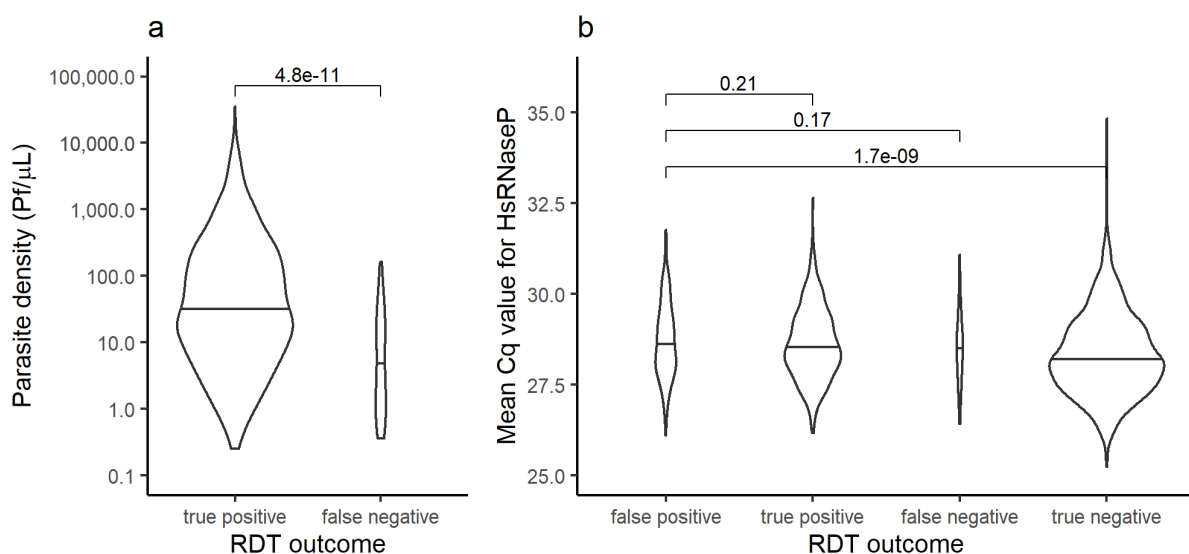 a
4.8e-11
100,000.0
10,000.0
1,000.0
100.0
10.0
1.0
0.1
Parasite density (Pf/μL)
true positive false negative
RDT outcome
b
0.21
0.17
1.7e-09
35.0
32.5
30.0
27.5
25.0
Mean Cq value for HsRNaseP
false positive true positive false negative true negative
RDT outcome